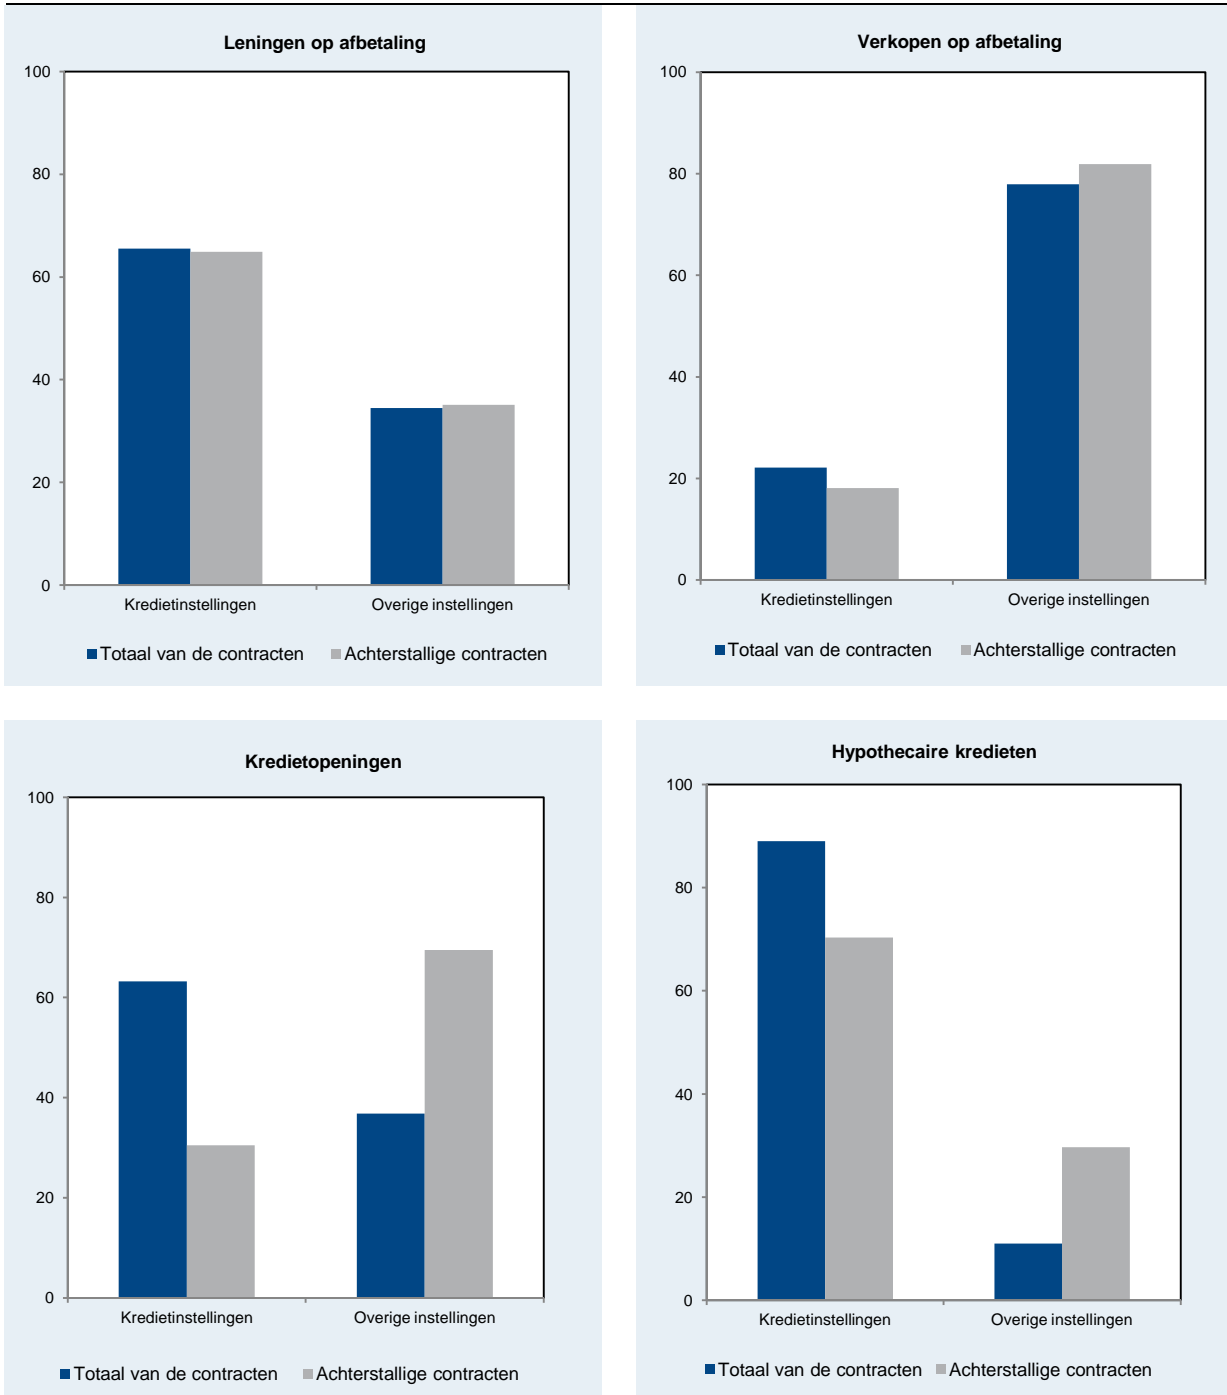 Leningen op afbetaling
100
80
60
40
20
0
Kredietinstellingen Overige instellingen
Totaal van de contracten Achterstallige contracten
Verkopen op afbetaling
100
80
60
40
20
0
Kredietinstellingen Overige instellingen
Totaal van de contracten Achterstallige contracten
Kredietopeningen
100
80
60
40
20
0
Kredietinstellingen Overige instellingen
Totaal van de contracten Achterstallige contracten
Hypothecaire kredieten
100
80
60
40
20
0
Kredietinstellingen Overige instellingen
Totaal van de contracten Achterstallige contracten